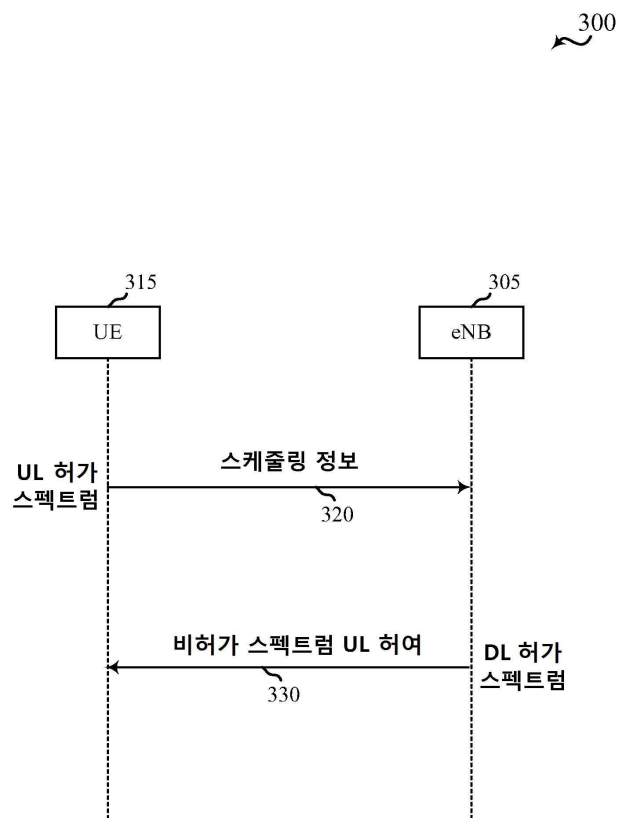 300
315
305
UE
eNB
UL 허가
스펙트럼
스케줄링 정보
320
비허가 스펙트럼 UL 허여
330
DL 허가
스펙트럼